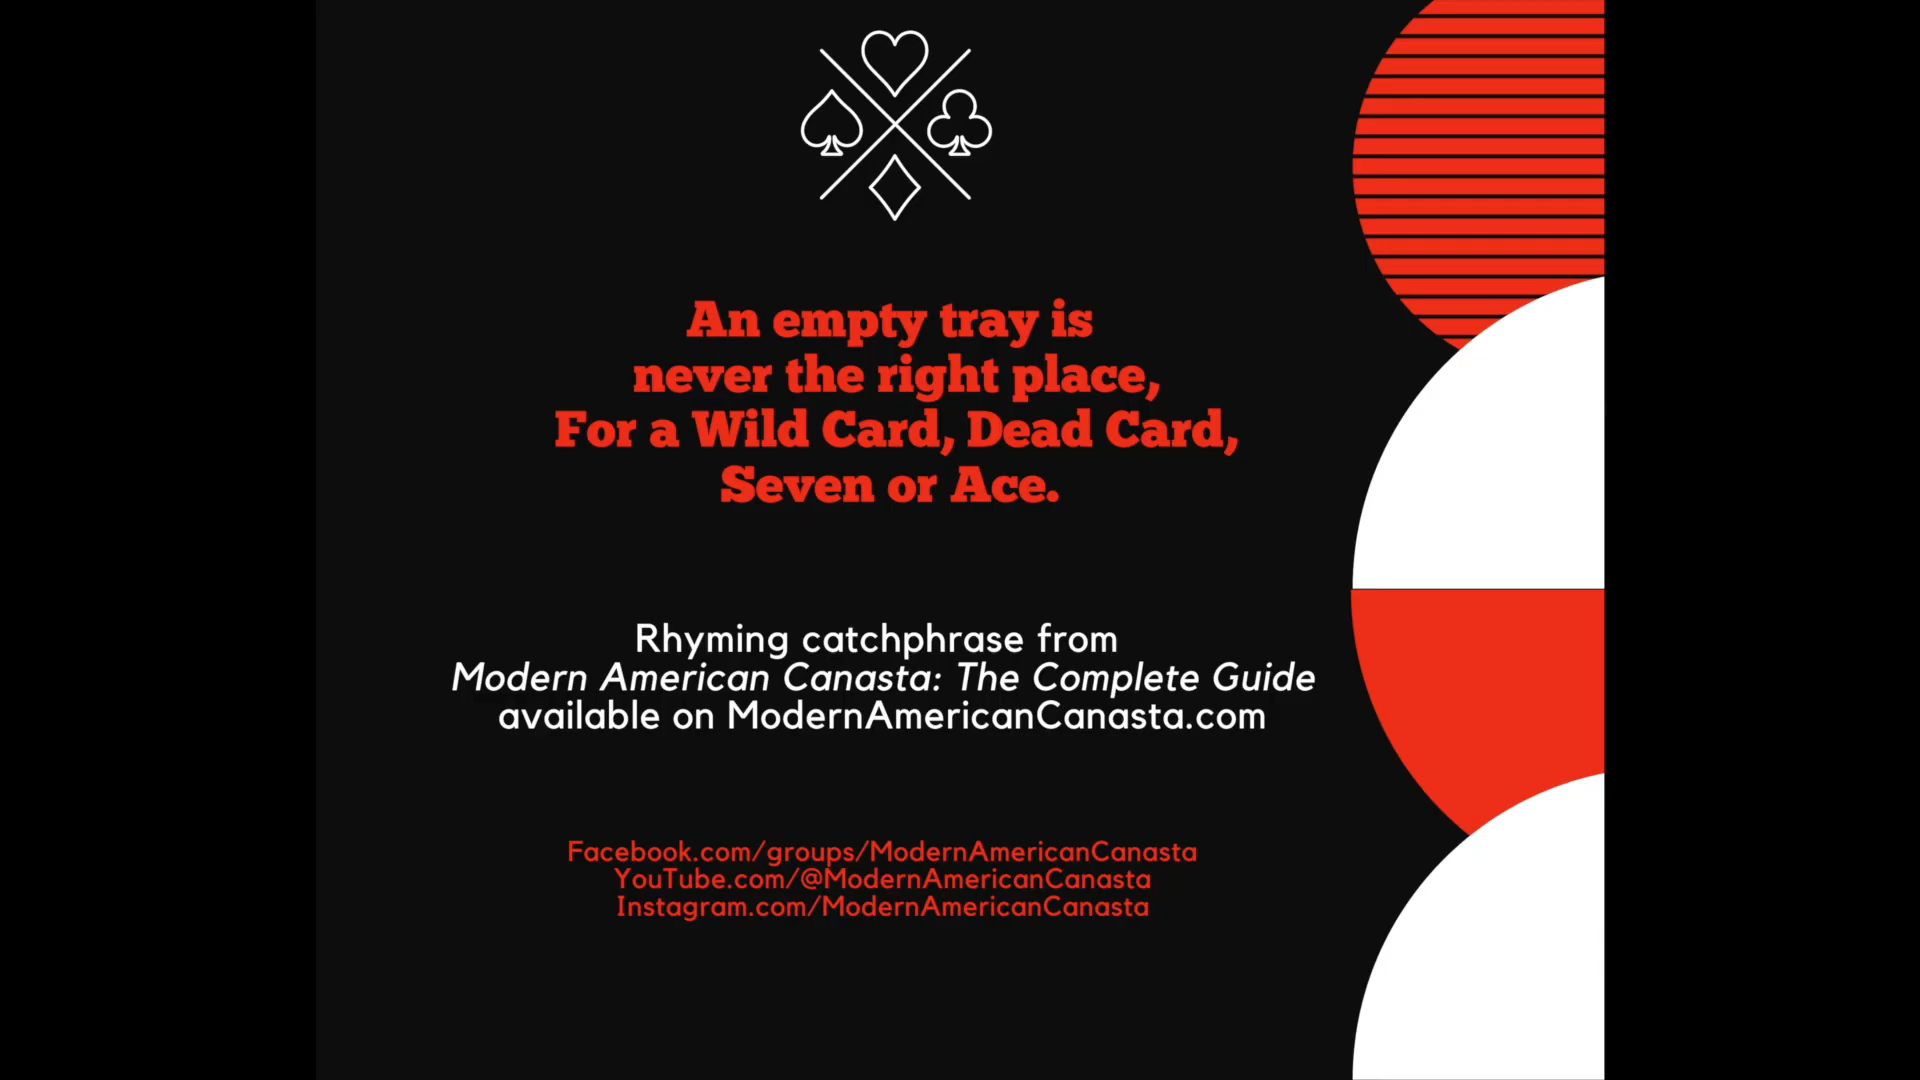 An empty tray is
never the right place,
For a Wild Card, Dead Card,
Seven or Ace.
Rhyming catchphrase from
Modern American Canasta: The Complete Guide
available on ModernAmericanCanasta.com
Facebook.com/groups/ModernAmericanCanasta
YouTube.com/@ModernAmericanCanasta
Instagram.com/ModernAmericanCanasta